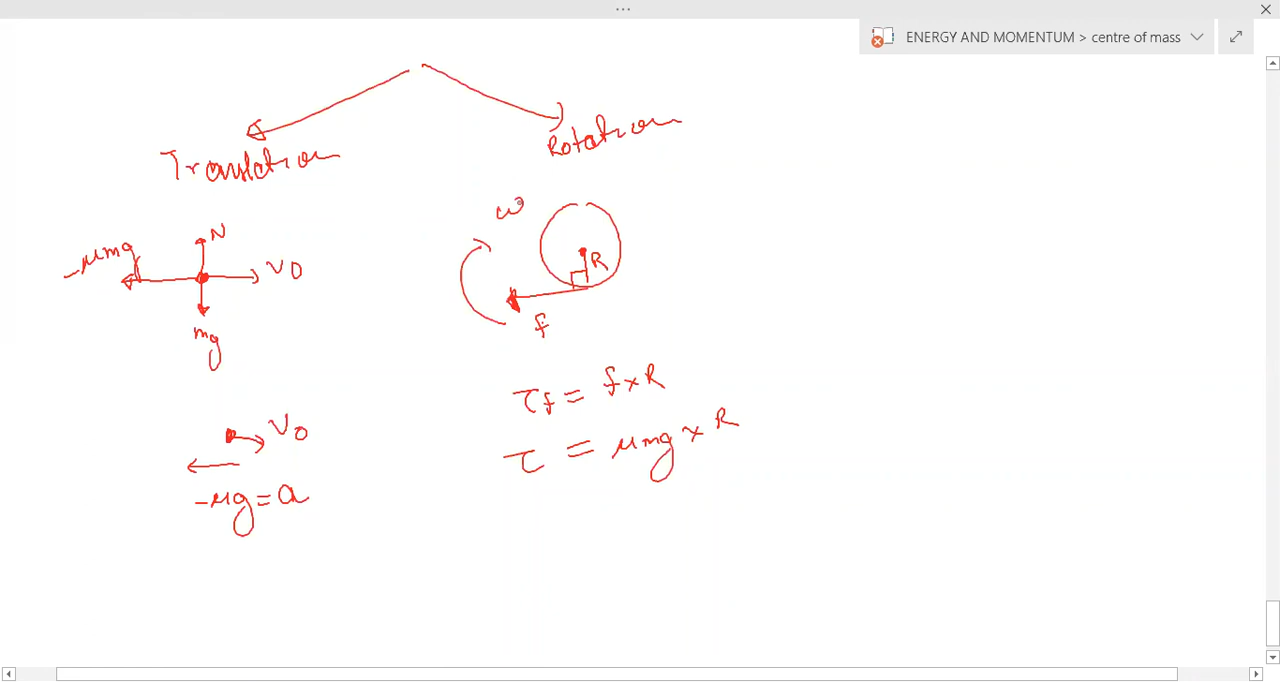 ...
ENERGY AND MOMENTUM > centre of mass
Translation
Rotation
N
-μmg
V0
mg
ω
R
f
τf = f×R
τ = μmg×R
V0
-μg=a